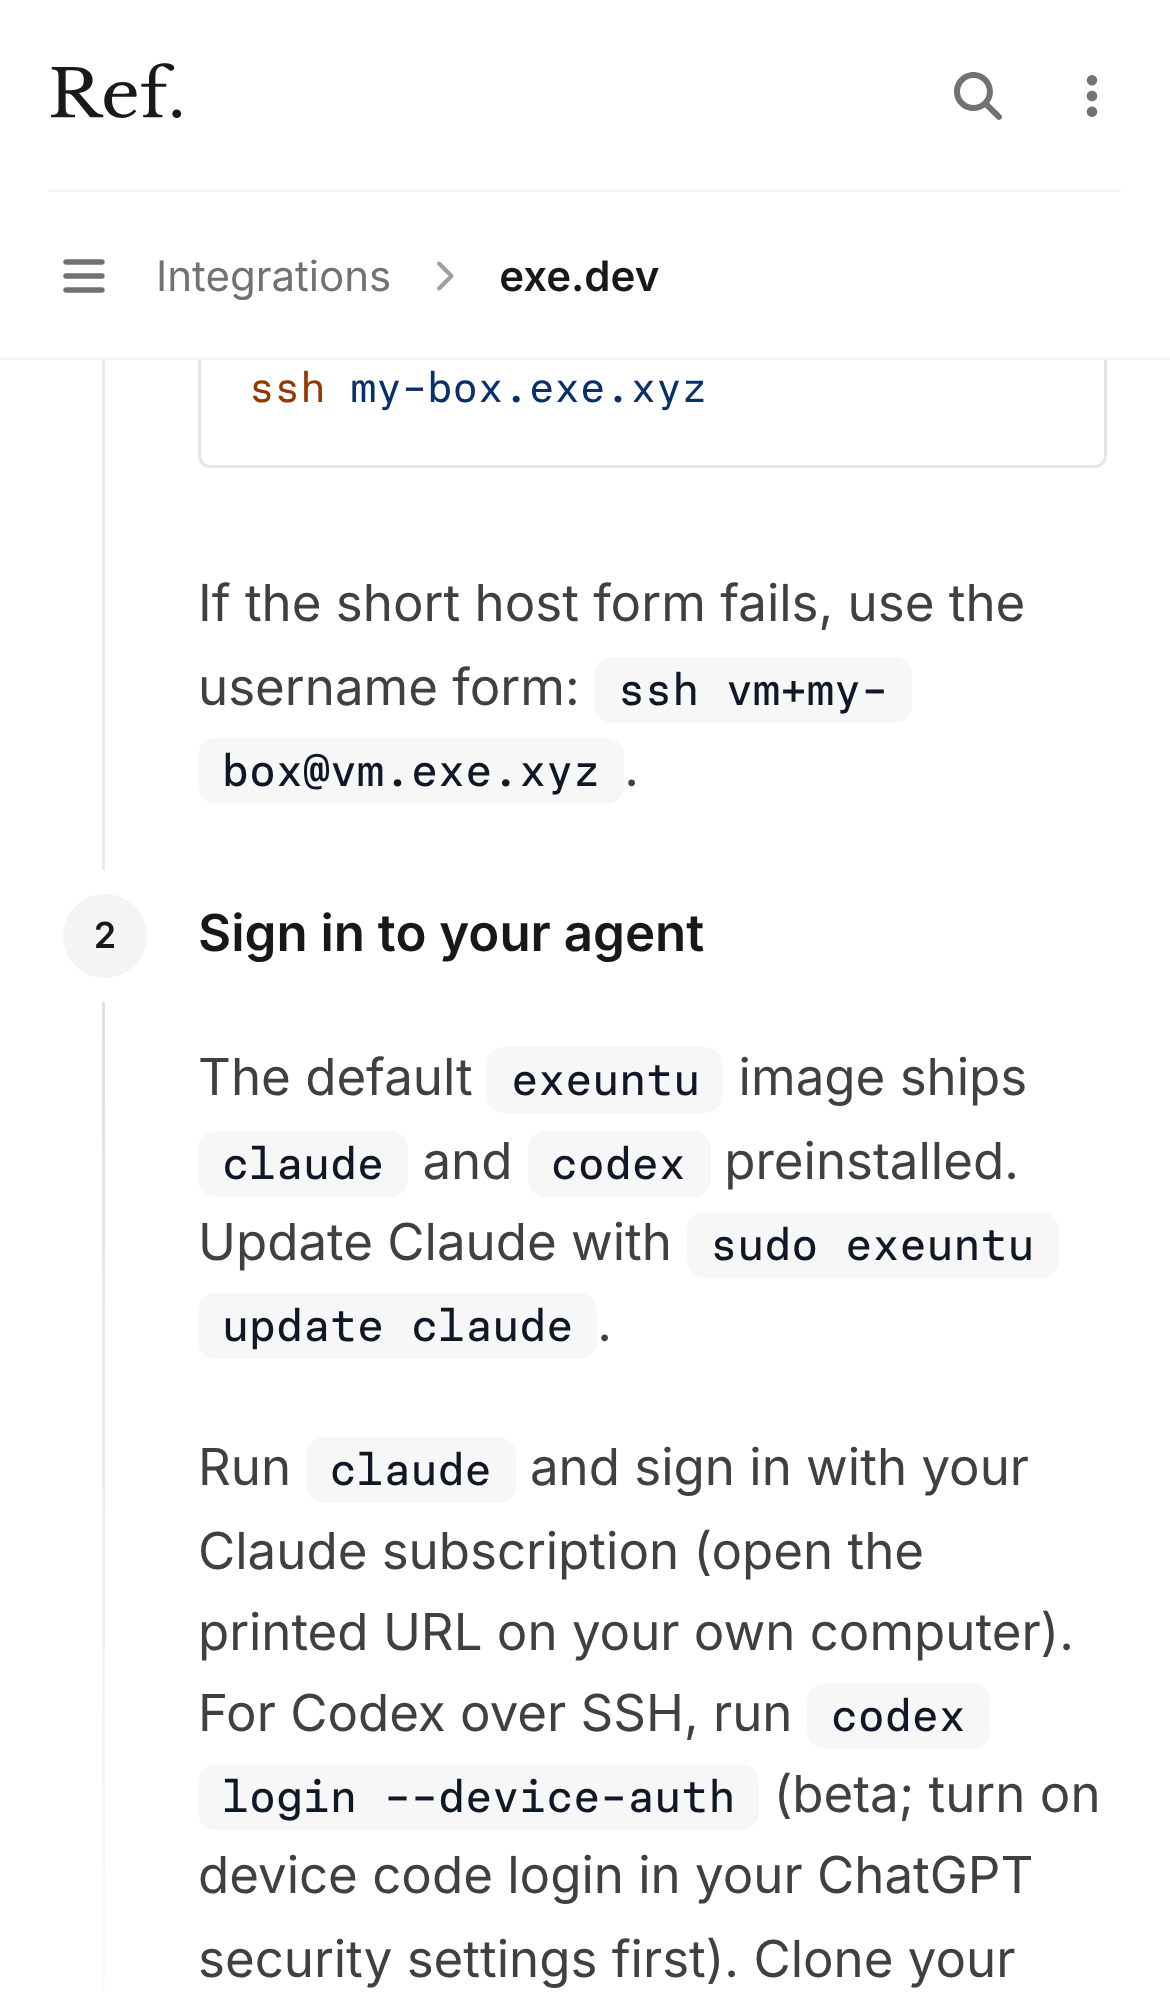 Ref.
Integrations > exe.dev
ssh my-box.exe.xyz
If the short host form fails, use the
username form: ssh vm+my-
box@vm.exe.xyz.
2 Sign in to your agent
The default exeuntu image ships
claude and codex preinstalled.
Update Claude with sudo exeuntu
update claude.
Run claude and sign in with your
Claude subscription (open the
printed URL on your own computer).
For Codex over SSH, run codex
login --device-auth (beta; turn on
device code login in your ChatGPT
security settings first). Clone your